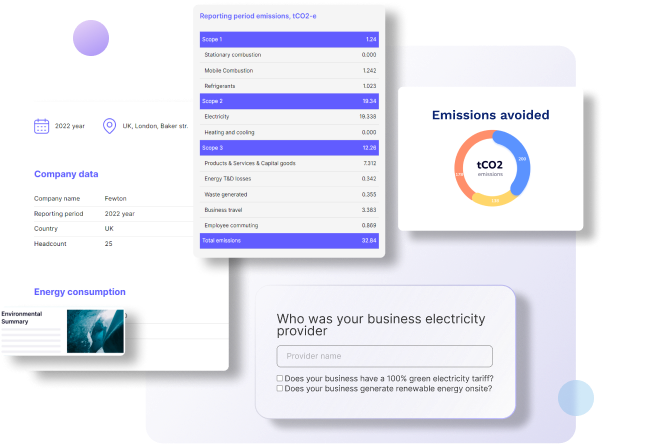 Reporting period emissions, tCO2-e
Scope 1 1.24
Stationary combustion 0.000
Mobile Combustion 1.242
Refrigerants 1.023
Scope 2 19.34
Electricity 19.338
Heating and cooling 0.000
Scope 3 12.26
Products & Services & Capital goods 7.312
Energy T&D losses 0.342
Waste generated 0.355
Business travel 3.383
Employee commuting 0.869
Total emissions 32.84
2022 year
UK, London, Baker str.
Company data
Company name Fewton
Reporting period 2022 year
Country UK
Headcount 25
Energy consumption
Environmental
Summary
Emissions avoided
tCO2
emissions
Who was your business electricity
provider
Provider name
Does your business have a 100% green electricity tariff?
Does your business generate renewable energy onsite?